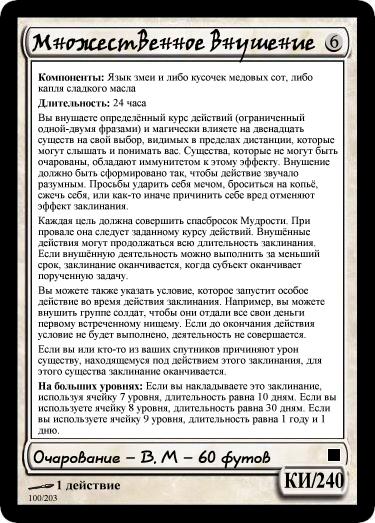 Множественное внушение 6
Компоненты: Язык змеи и либо кусочек медовых сот, либо
капля сладкого масла
Длительность: 24 часа
Вы внушаете определённый курс действий (ограниченный
одной-двумя фразами) и магически влияете на двенадцать
существ на свой выбор, видимых в пределах дистанции, которые
могут слышать и понимать вас. Существа, которые не могут быть
очарованы, обладают иммунитетом к этому эффекту. Внушение
должно быть сформировано так, чтобы действие звучало
разумным. Просьбы ударить себя мечом, броситься на копьё,
сжечь себя, или как-то иначе причинить себе вред отменяют
эффект заклинания.
Каждая цель должна совершить спасбросок Мудрости. При
провале она следует заданному курсу действий. Внушённые
действия могут продолжаться всю длительность заклинания.
Если внушённую деятельность можно выполнить за меньший
срок, заклинание оканчивается, когда субъект оканчивает
порученную задачу.
Вы можете также указать условие, которое запустит особое
действие во время действия заклинания. Например, вы можете
внушить группе солдат, чтобы они отдали все свои деньги
первому встреченному нищему. Если до окончания действия
условие не будет выполнено, деятельность не совершается.
Если вы или кто-то из ваших спутников причиняют урон
существу, находящемуся под действием этого заклинания, для
этого существа заклинание оканчивается.
На больших уровнях: Если вы накладываете это заклинание,
используя ячейку 7 уровня, длительность равна 10 дням. Если вы
используете ячейку 8 уровня, длительность равна 30 дням. Если
вы используете ячейку 9 уровня, длительность равна 1 году и 1
дню.
Очарование – В, М – 60 футов
1 действие
КИ/240
100/203